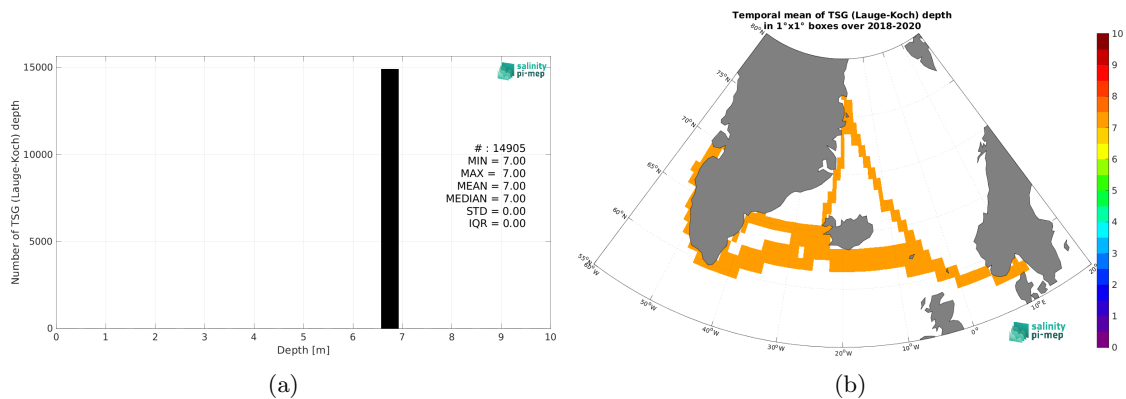 15000
10000
5000
0
Number of TSG (Lauge-Koch) depth
salinity
pi-mep
# : 14905
MIN = 7.00
MAX = 7.00
MEAN = 7.00
MEDIAN = 7.00
STD = 0.00
IQR = 0.00
0 1 2 3 4 5 6 7 8 9 10
Depth [m]
(a)
Temporal mean of TSG (Lauge-Koch) depth
in 1°x1° boxes over 2018-2020
80°N
75°N
70°N
65°N
60°N
55°N
60°W
50°W
40°W
30°W
20°W
10°W
0°
10°E
20°
10
9
8
7
6
5
4
3
2
1
0
salinity
pi-mep
(b)